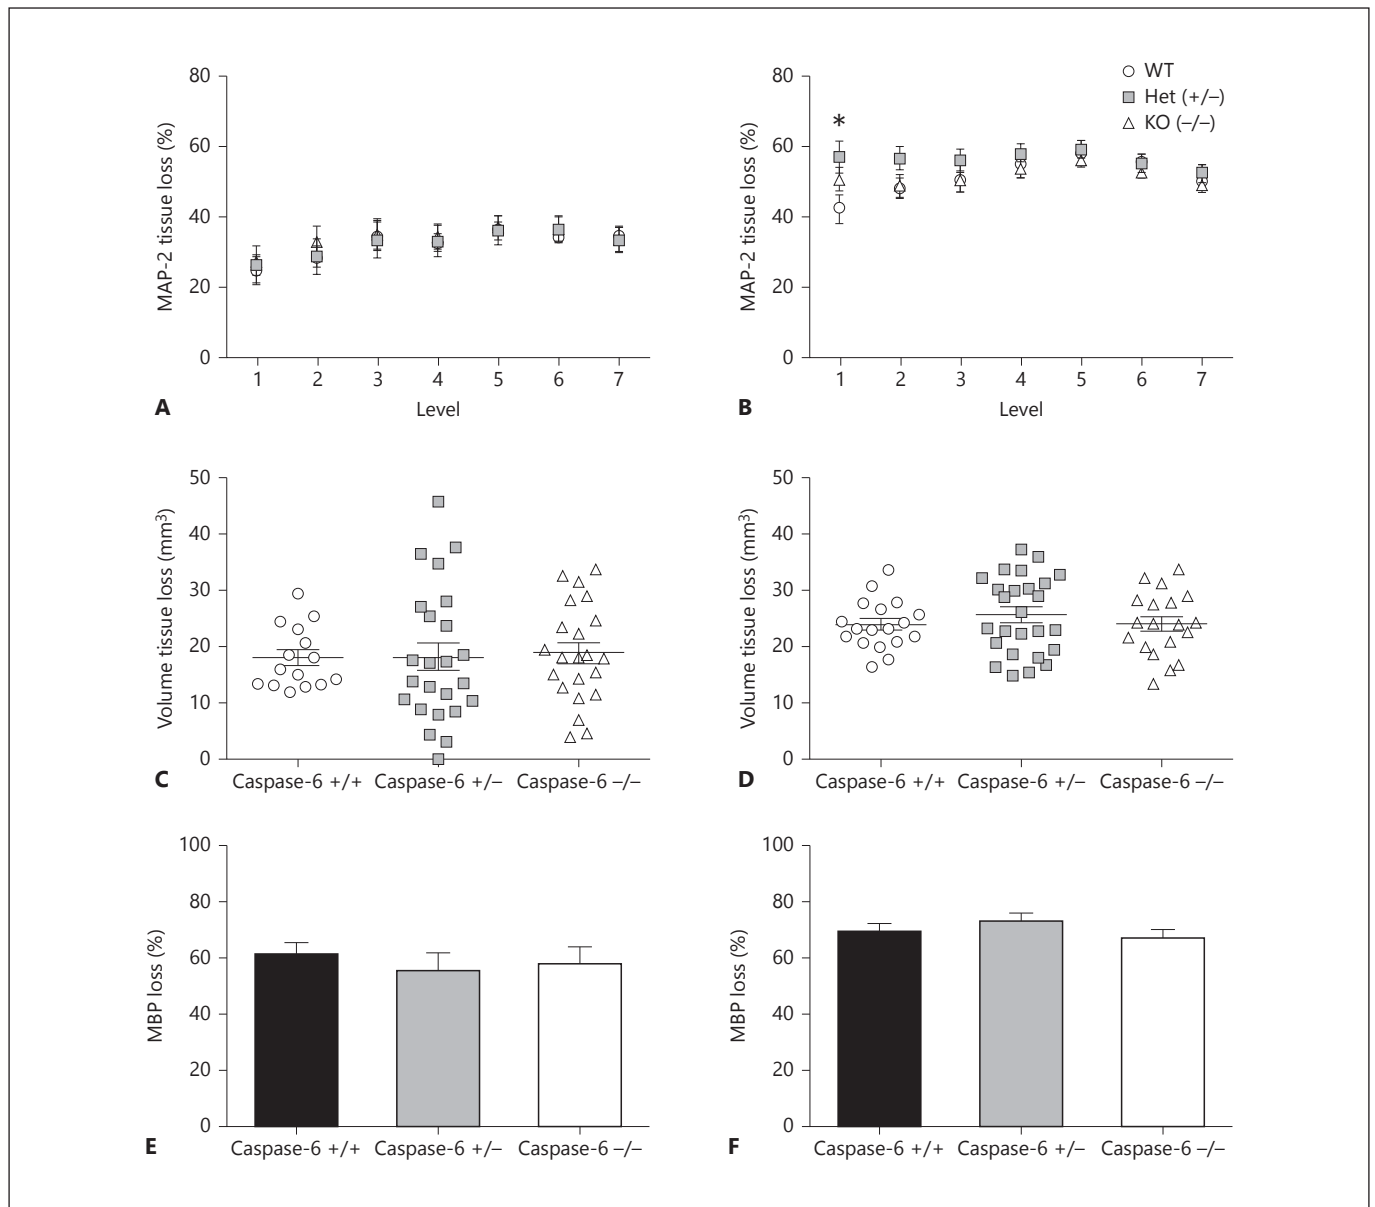 80
60
40
20
0
MAP-2 tissue loss (%)
1 2 3 4 5 6 7
Level
A
80
60
40
20
0
MAP-2 tissue loss (%)
*
WT
Het (+/–)
KO (–/–)
1 2 3 4 5 6 7
Level
B
50
40
30
20
10
0
Volume tissue loss (mm³)
Caspase-6 +/+ Caspase-6 +/– Caspase-6 –/–
C
50
40
30
20
10
0
Volume tissue loss (mm³)
Caspase-6 +/+ Caspase-6 +/– Caspase-6 –/–
D
100
80
60
40
20
0
MBP loss (%)
Caspase-6 +/+ Caspase-6 +/– Caspase-6 –/–
E
100
80
60
40
20
0
MBP loss (%)
Caspase-6 +/+ Caspase-6 +/– Caspase-6 –/–
F